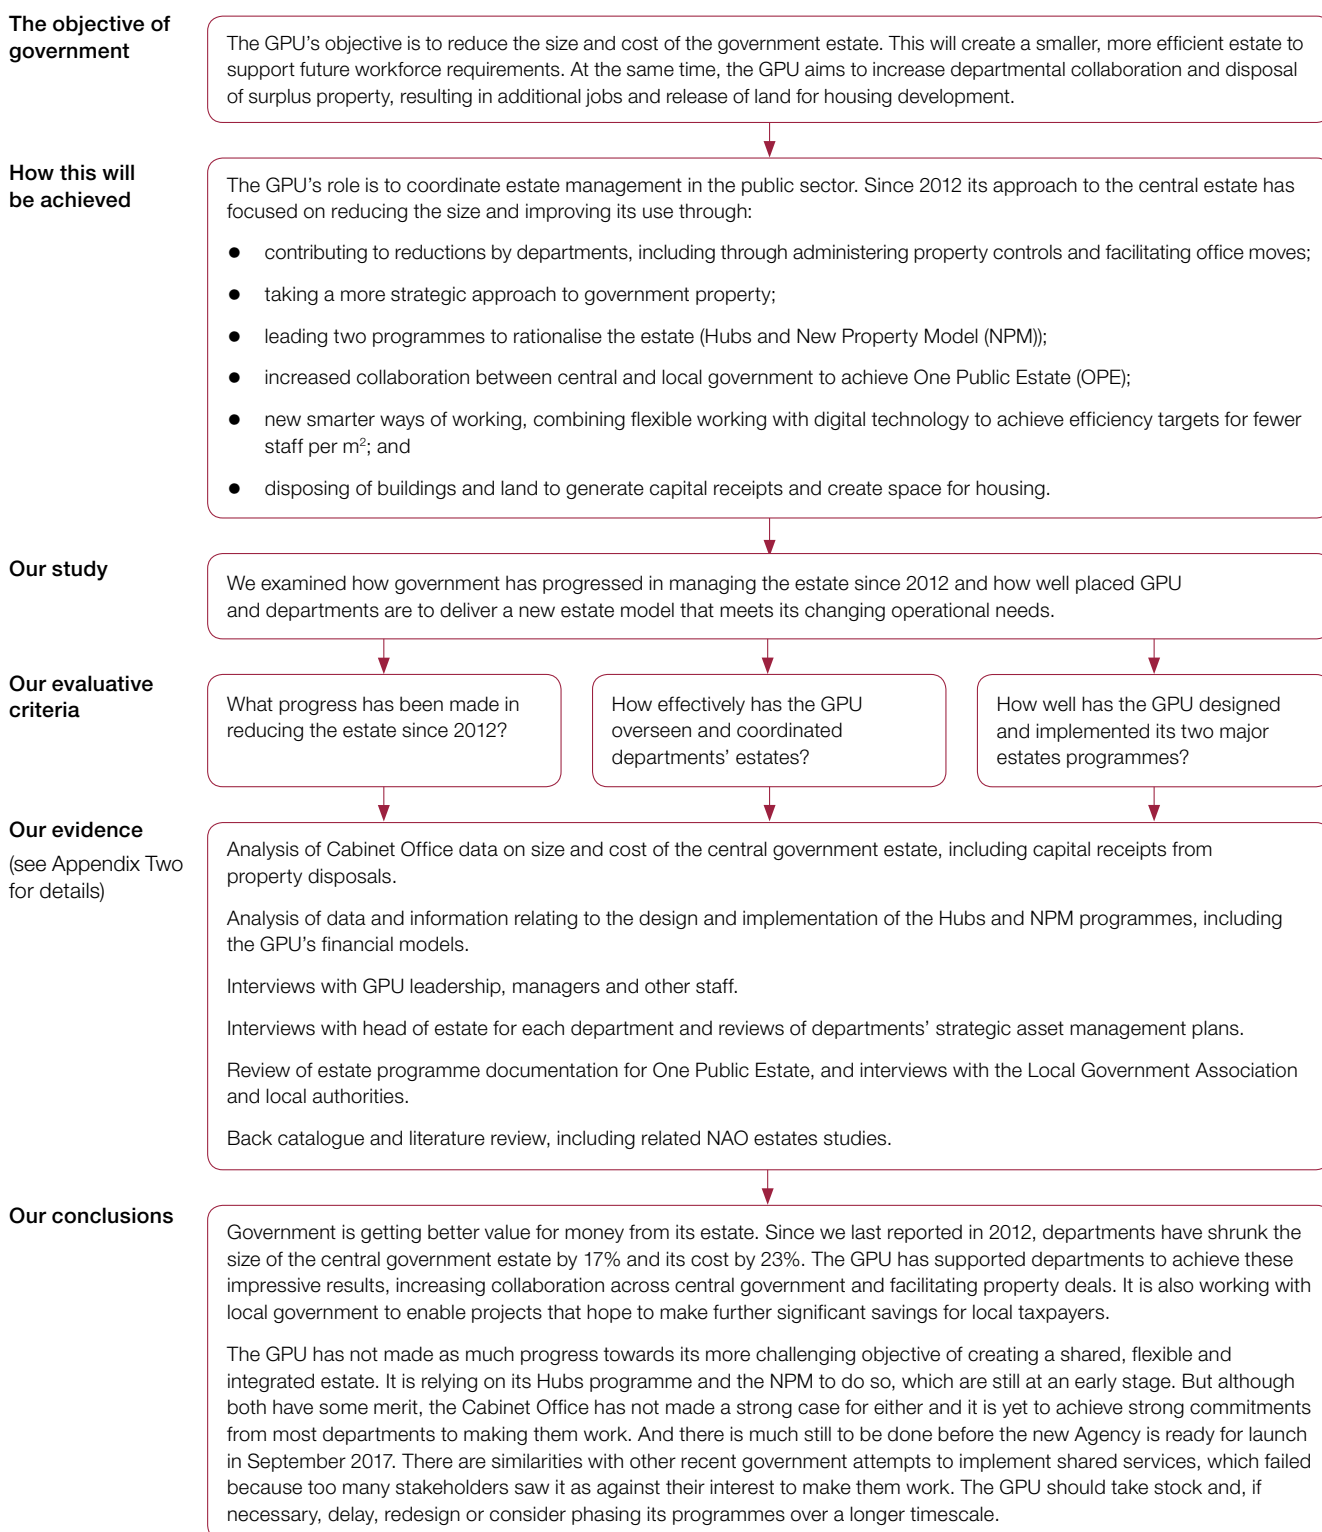 The objective of
government
The GPU's objective is to reduce the size and cost of the government estate. This will create a smaller, more efficient estate to
support future workforce requirements. At the same time, the GPU aims to increase departmental collaboration and disposal
of surplus property, resulting in additional jobs and release of land for housing development.
How this will
be achieved
The GPU's role is to coordinate estate management in the public sector. Since 2012 its approach to the central estate has
focused on reducing the size and improving its use through:
● contributing to reductions by departments, including through administering property controls and facilitating office moves;
● taking a more strategic approach to government property;
● leading two programmes to rationalise the estate (Hubs and New Property Model (NPM));
● increased collaboration between central and local government to achieve One Public Estate (OPE);
● new smarter ways of working, combining flexible working with digital technology to achieve efficiency targets for fewer
staff per m²; and
● disposing of buildings and land to generate capital receipts and create space for housing.
Our study
We examined how government has progressed in managing the estate since 2012 and how well placed GPU
and departments are to deliver a new estate model that meets its changing operational needs.
Our evaluative
criteria
What progress has been made in
reducing the estate since 2012?
How effectively has the GPU
overseen and coordinated
departments' estates?
How well has the GPU designed
and implemented its two major
estates programmes?
Our evidence
(see Appendix Two
for details)
Analysis of Cabinet Office data on size and cost of the central government estate, including capital receipts from
property disposals.
Analysis of data and information relating to the design and implementation of the Hubs and NPM programmes, including
the GPU's financial models.
Interviews with GPU leadership, managers and other staff.
Interviews with head of estate for each department and reviews of departments' strategic asset management plans.
Review of estate programme documentation for One Public Estate, and interviews with the Local Government Association
and local authorities.
Back catalogue and literature review, including related NAO estates studies.
Our conclusions
Government is getting better value for money from its estate. Since we last reported in 2012, departments have shrunk the
size of the central government estate by 17% and its cost by 23%. The GPU has supported departments to achieve these
impressive results, increasing collaboration across central government and facilitating property deals. It is also working with
local government to enable projects that hope to make further significant savings for local taxpayers.
The GPU has not made as much progress towards its more challenging objective of creating a shared, flexible and
integrated estate. It is relying on its Hubs programme and the NPM to do so, which are still at an early stage. But although
both have some merit, the Cabinet Office has not made a strong case for either and it is yet to achieve strong commitments
from most departments to making them work. And there is much still to be done before the new Agency is ready for launch
in September 2017. There are similarities with other recent government attempts to implement shared services, which failed
because too many stakeholders saw it as against their interest to make them work. The GPU should take stock and, if
necessary, delay, redesign or consider phasing its programmes over a longer timescale.